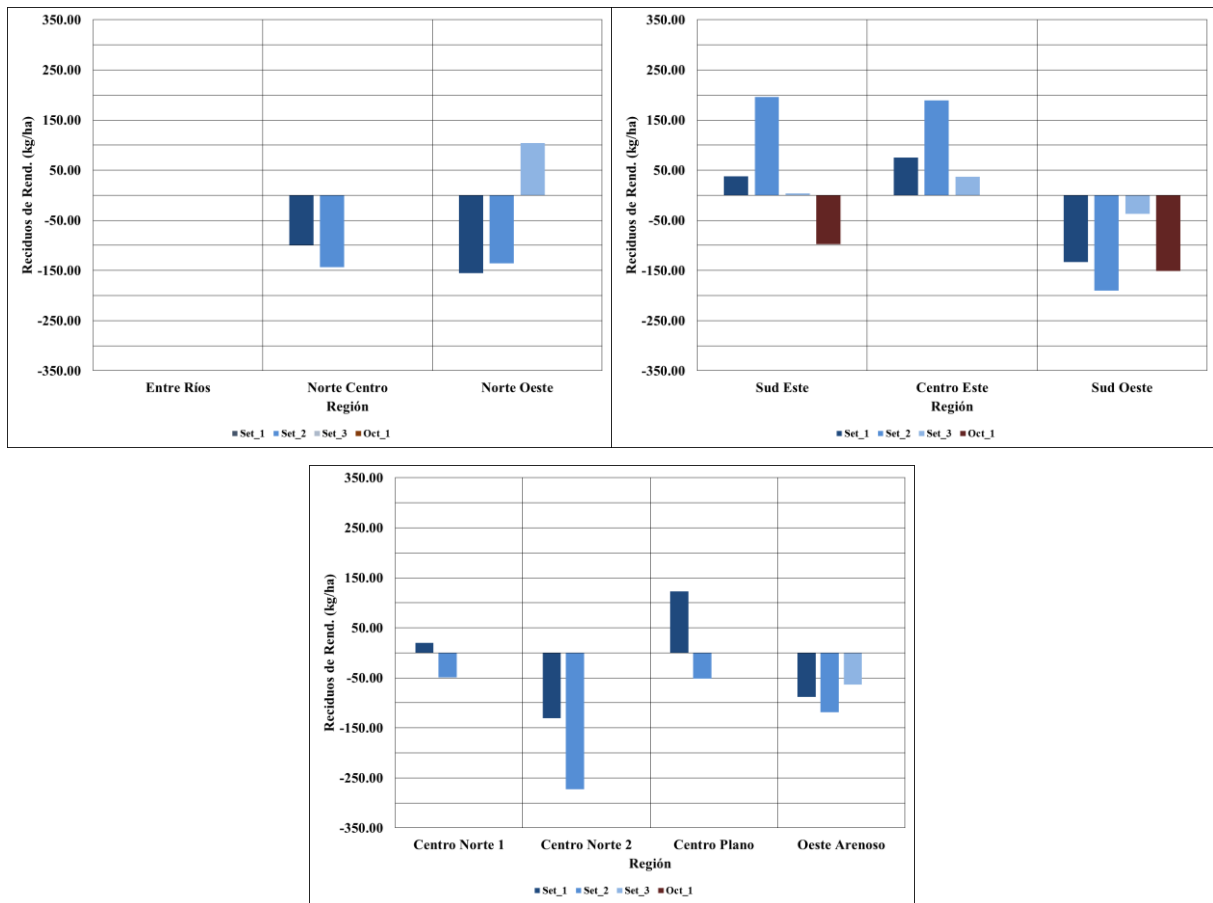 350.00
250.00
150.00
50.00
-50.00
-150.00
-250.00
-350.00
Reciduos de Rend. (kg/ha)
Entre Ríos Norte Centro Norte Oeste
Región
Set_1 Set_2 Set_3 Oct_1
350.00
250.00
150.00
50.00
-50.00
-150.00
-250.00
-350.00
Reciduos de Rend. (kg/ha)
Sud Este Centro Este Sud Oeste
Región
Set_1 Set_2 Set_3 Oct_1
350.00
250.00
150.00
50.00
-50.00
-150.00
-250.00
-350.00
Reciduos de Rend. (kg/ha)
Centro Norte 1 Centro Norte 2 Centro Plano Oeste Arenoso
Región
Set_1 Set_2 Set_3 Oct_1